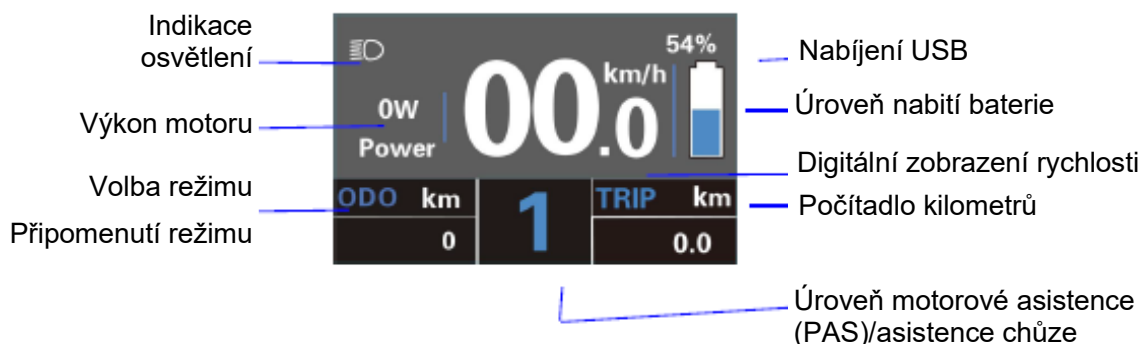 Indikace
osvětlení
Výkon motoru
Volba režimu
Připomenutí režimu
54%
km/h
00.0
0W
Power
ODO km
0
1
TRIP km
0.0
Nabíjení USB
Úroveň nabití baterie
Digitální zobrazení rychlosti
Počítadlo kilometrů
Úroveň motorové asistence
(PAS)/asistence chůze